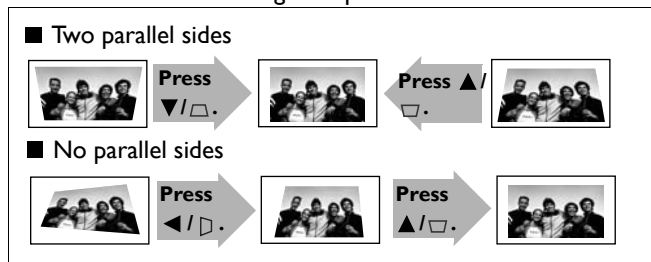 ■ Two parallel sides
Press
▼/⏢.
Press ▲/
▽.
■ No parallel sides
Press
◀/▷.
Press
▲/▽.